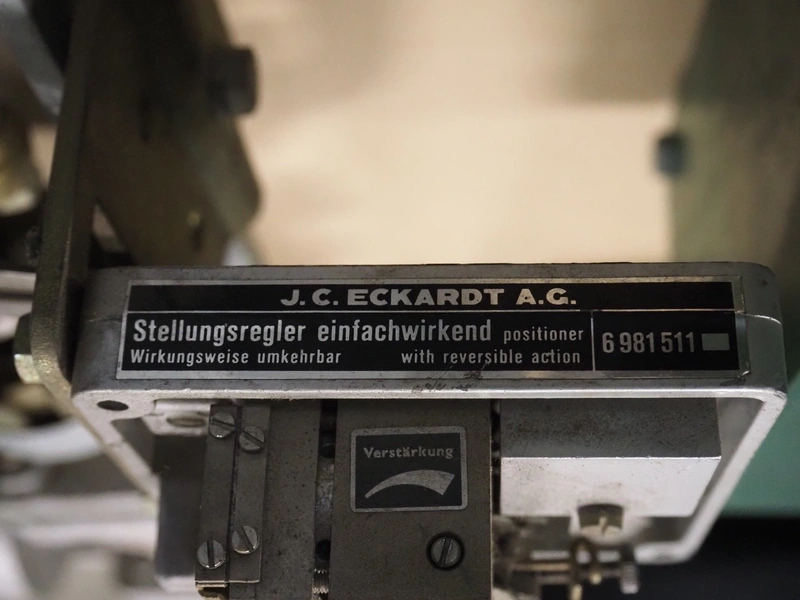 J.C. ECKARDT A.G.
Stellungsregler einfachwirkend positioner
Wirkungsweise umkehrbar with reversible action
6 981 511
Verstärkung